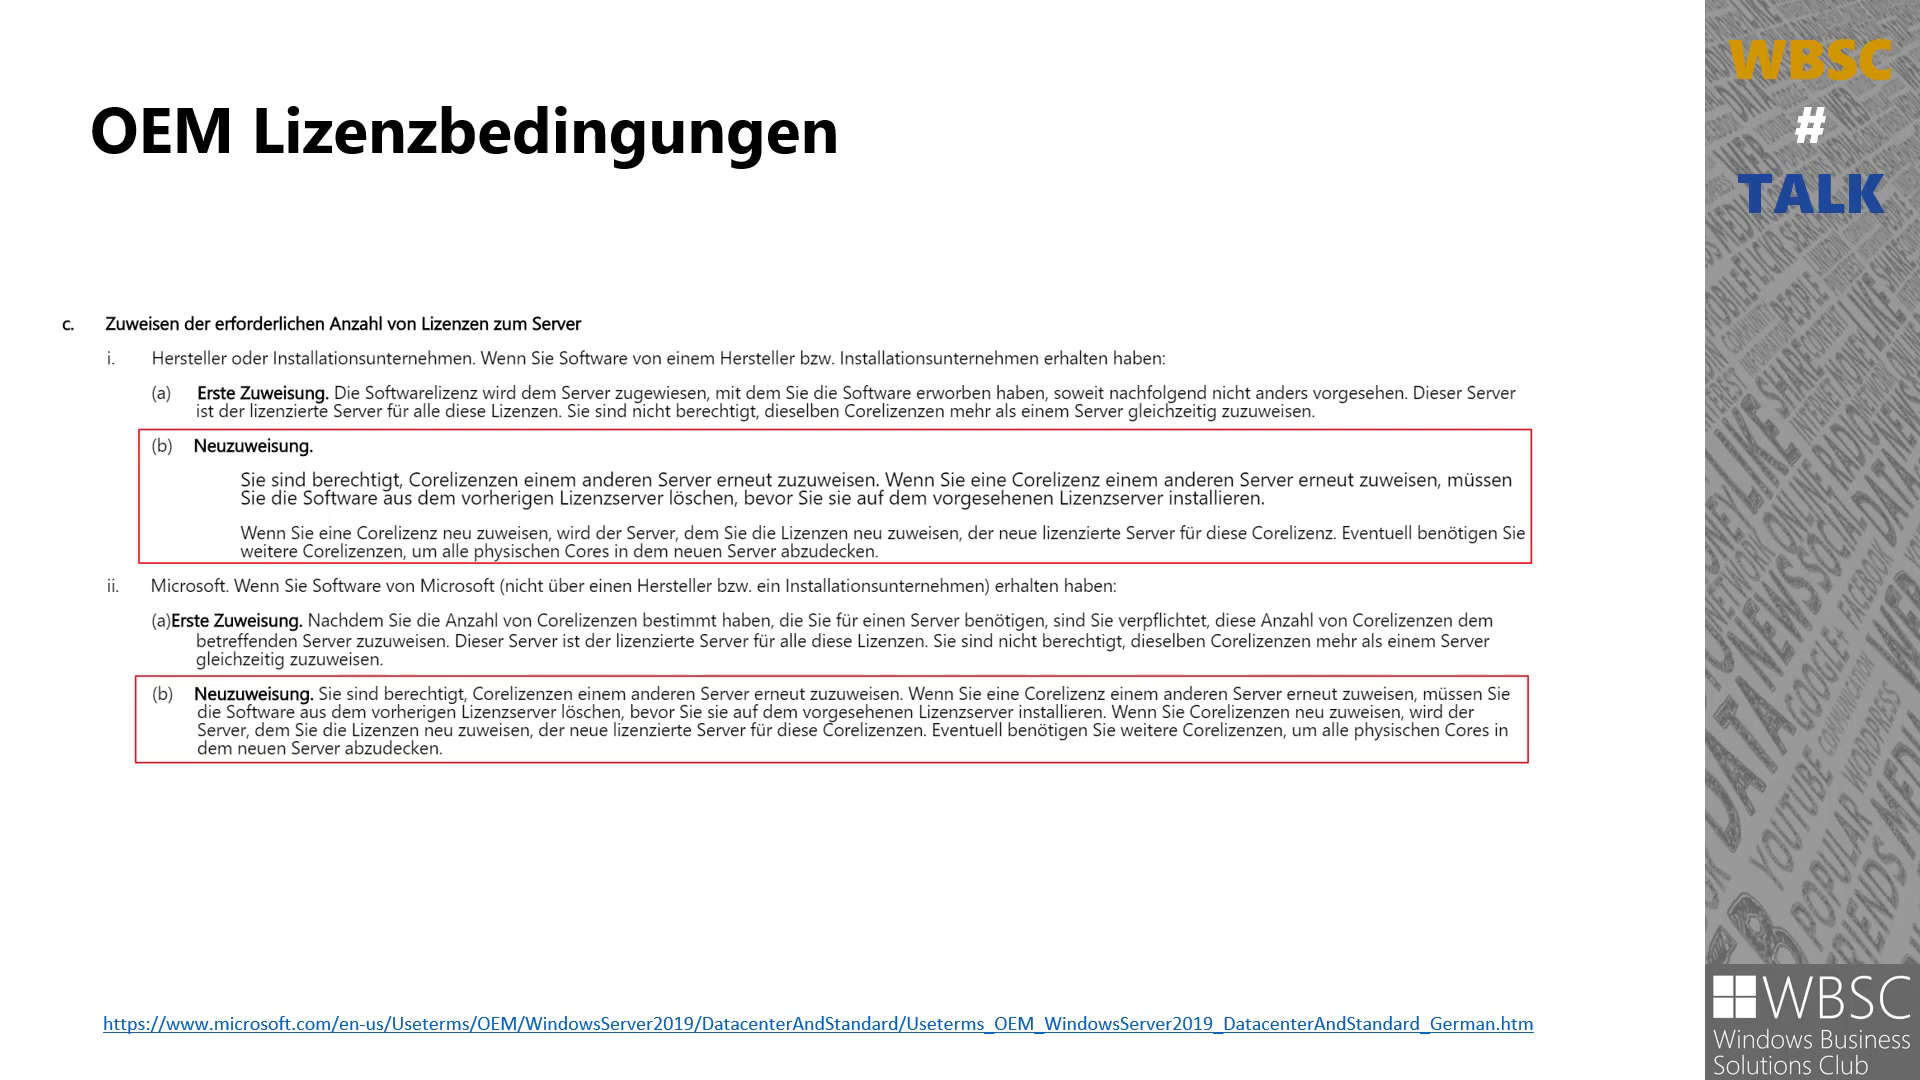 OEM Lizenzbedingungen
c. Zuweisen der erforderlichen Anzahl von Lizenzen zum Server
i. Hersteller oder Installationsunternehmen. Wenn Sie Software von einem Hersteller bzw. Installationsunternehmen erhalten haben:
(a) Erste Zuweisung. Die Softwarelizenz wird dem Server zugewiesen, mit dem Sie die Software erworben haben, soweit nachfolgend nicht anders vorgesehen. Dieser Server
ist der lizenzierte Server für alle diese Lizenzen. Sie sind nicht berechtigt, dieselben Corelizenzen mehr als einem Server gleichzeitig zuzuweisen.
(b) Neuzuweisung.
Sie sind berechtigt, Corelizenzen einem anderen Server erneut zuzuweisen. Wenn Sie eine Corelizenz einem anderen Server erneut zuweisen, müssen
Sie die Software aus dem vorherigen Lizenzserver löschen, bevor Sie sie auf dem vorgesehenen Lizenzserver installieren.
Wenn Sie eine Corelizenz neu zuweisen, wird der Server, dem Sie die Lizenzen neu zuweisen, der neue lizenzierte Server für diese Corelizenz. Eventuell benötigen Sie
weitere Corelizenzen, um alle physischen Cores in dem neuen Server abzudecken.
ii. Microsoft. Wenn Sie Software von Microsoft (nicht über einen Hersteller bzw. ein Installationsunternehmen) erhalten haben:
(a)Erste Zuweisung. Nachdem Sie die Anzahl von Corelizenzen bestimmt haben, die Sie für einen Server benötigen, sind Sie verpflichtet, diese Anzahl von Corelizenzen dem
betreffenden Server zuzuweisen. Dieser Server ist der lizenzierte Server für alle diese Lizenzen. Sie sind nicht berechtigt, dieselben Corelizenzen mehr als einem Server
gleichzeitig zuzuweisen.
(b) Neuzuweisung. Sie sind berechtigt, Corelizenzen einem anderen Server erneut zuzuweisen. Wenn Sie eine Corelizenz einem anderen Server erneut zuweisen, müssen Sie
die Software aus dem vorherigen Lizenzserver löschen, bevor Sie sie auf dem vorgesehenen Lizenzserver installieren. Wenn Sie Corelizenzen neu zuweisen, wird der
Server, dem Sie die Lizenzen neu zuweisen, der neue lizenzierte Server für diese Corelizenzen. Eventuell benötigen Sie weitere Corelizenzen, um alle physischen Cores in
dem neuen Server abzudecken.
https://www.microsoft.com/en-us/Useterms/OEM/WindowsServer2019/DatacenterAndStandard/Useterms_OEM_WindowsServer2019_DatacenterAndStandard_German.htm
WBSC
#
TALK
WBSC
Windows Business
Solutions Club